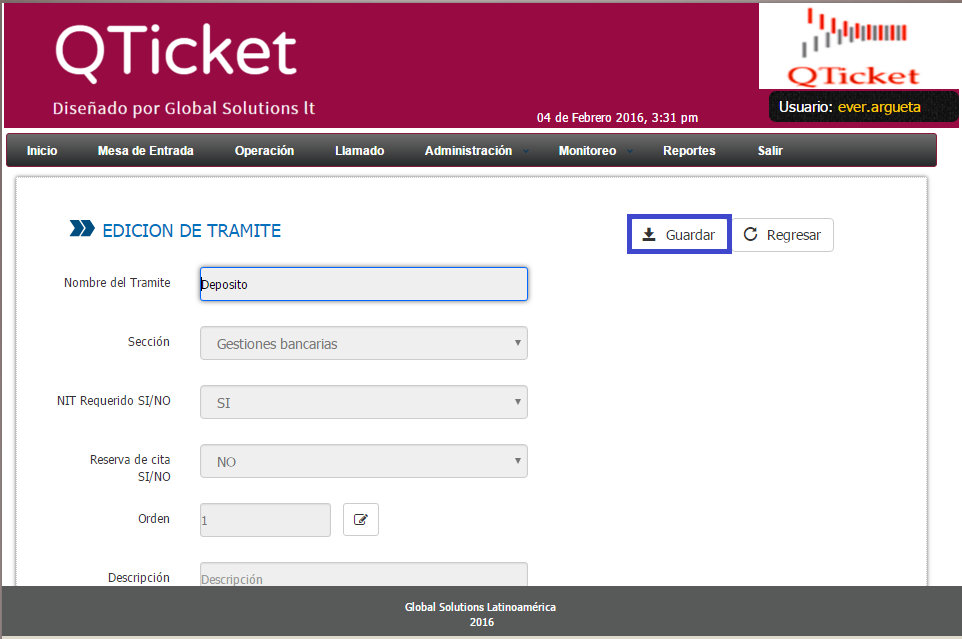 QTicket
QTicket
Diseñado por Global Solutions It
04 de Febrero 2016, 3:31 pm
Usuario: ever.argueta
Inicio Mesa de Entrada Operación Llamado Administración Monitoreo Reportes Salir
EDICION DE TRAMITE
Guardar Regresar
Nombre del Tramite Deposito
Sección Gestiones bancarias
NIT Requerido SI/NO SI
Reserva de cita NO
SI/NO
Orden 1
Descripción Descripción
Global Solutions Latinoamérica
2016